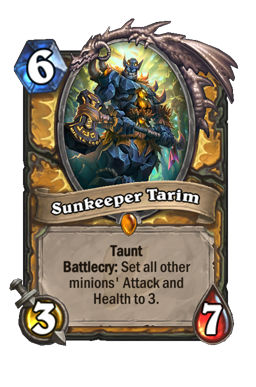 6
Sunkeeper Tarim
Taunt
Battlecry: Set all other
minions' Attack and
Health to 3.
3 7